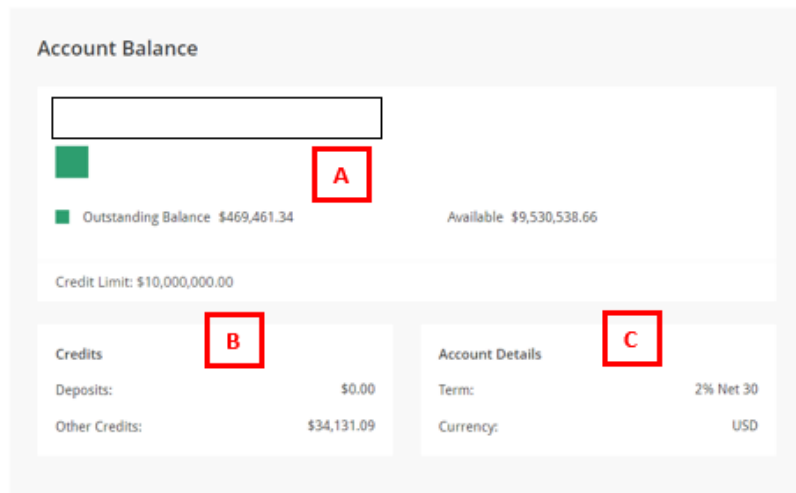 Account Balance
A
Outstanding Balance $469,461.34 Available $9,530,538.66
Credit Limit: $10,000,000.00
B
Credits
Deposits: $0.00
Other Credits: $34,131.09
C
Account Details
Term: 2% Net 30
Currency: USD